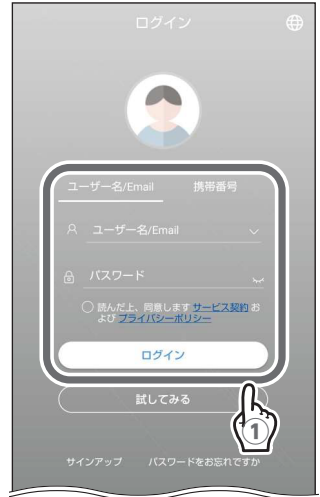 ログイン
ユーザー名/Email 携帯番号
ユーザー名/Email
パスワード
読んだ上、同意します サービス契約 お
よび プライバシーポリシー
ログイン
試してみる
①
サインアップ パスワードをお忘れですか